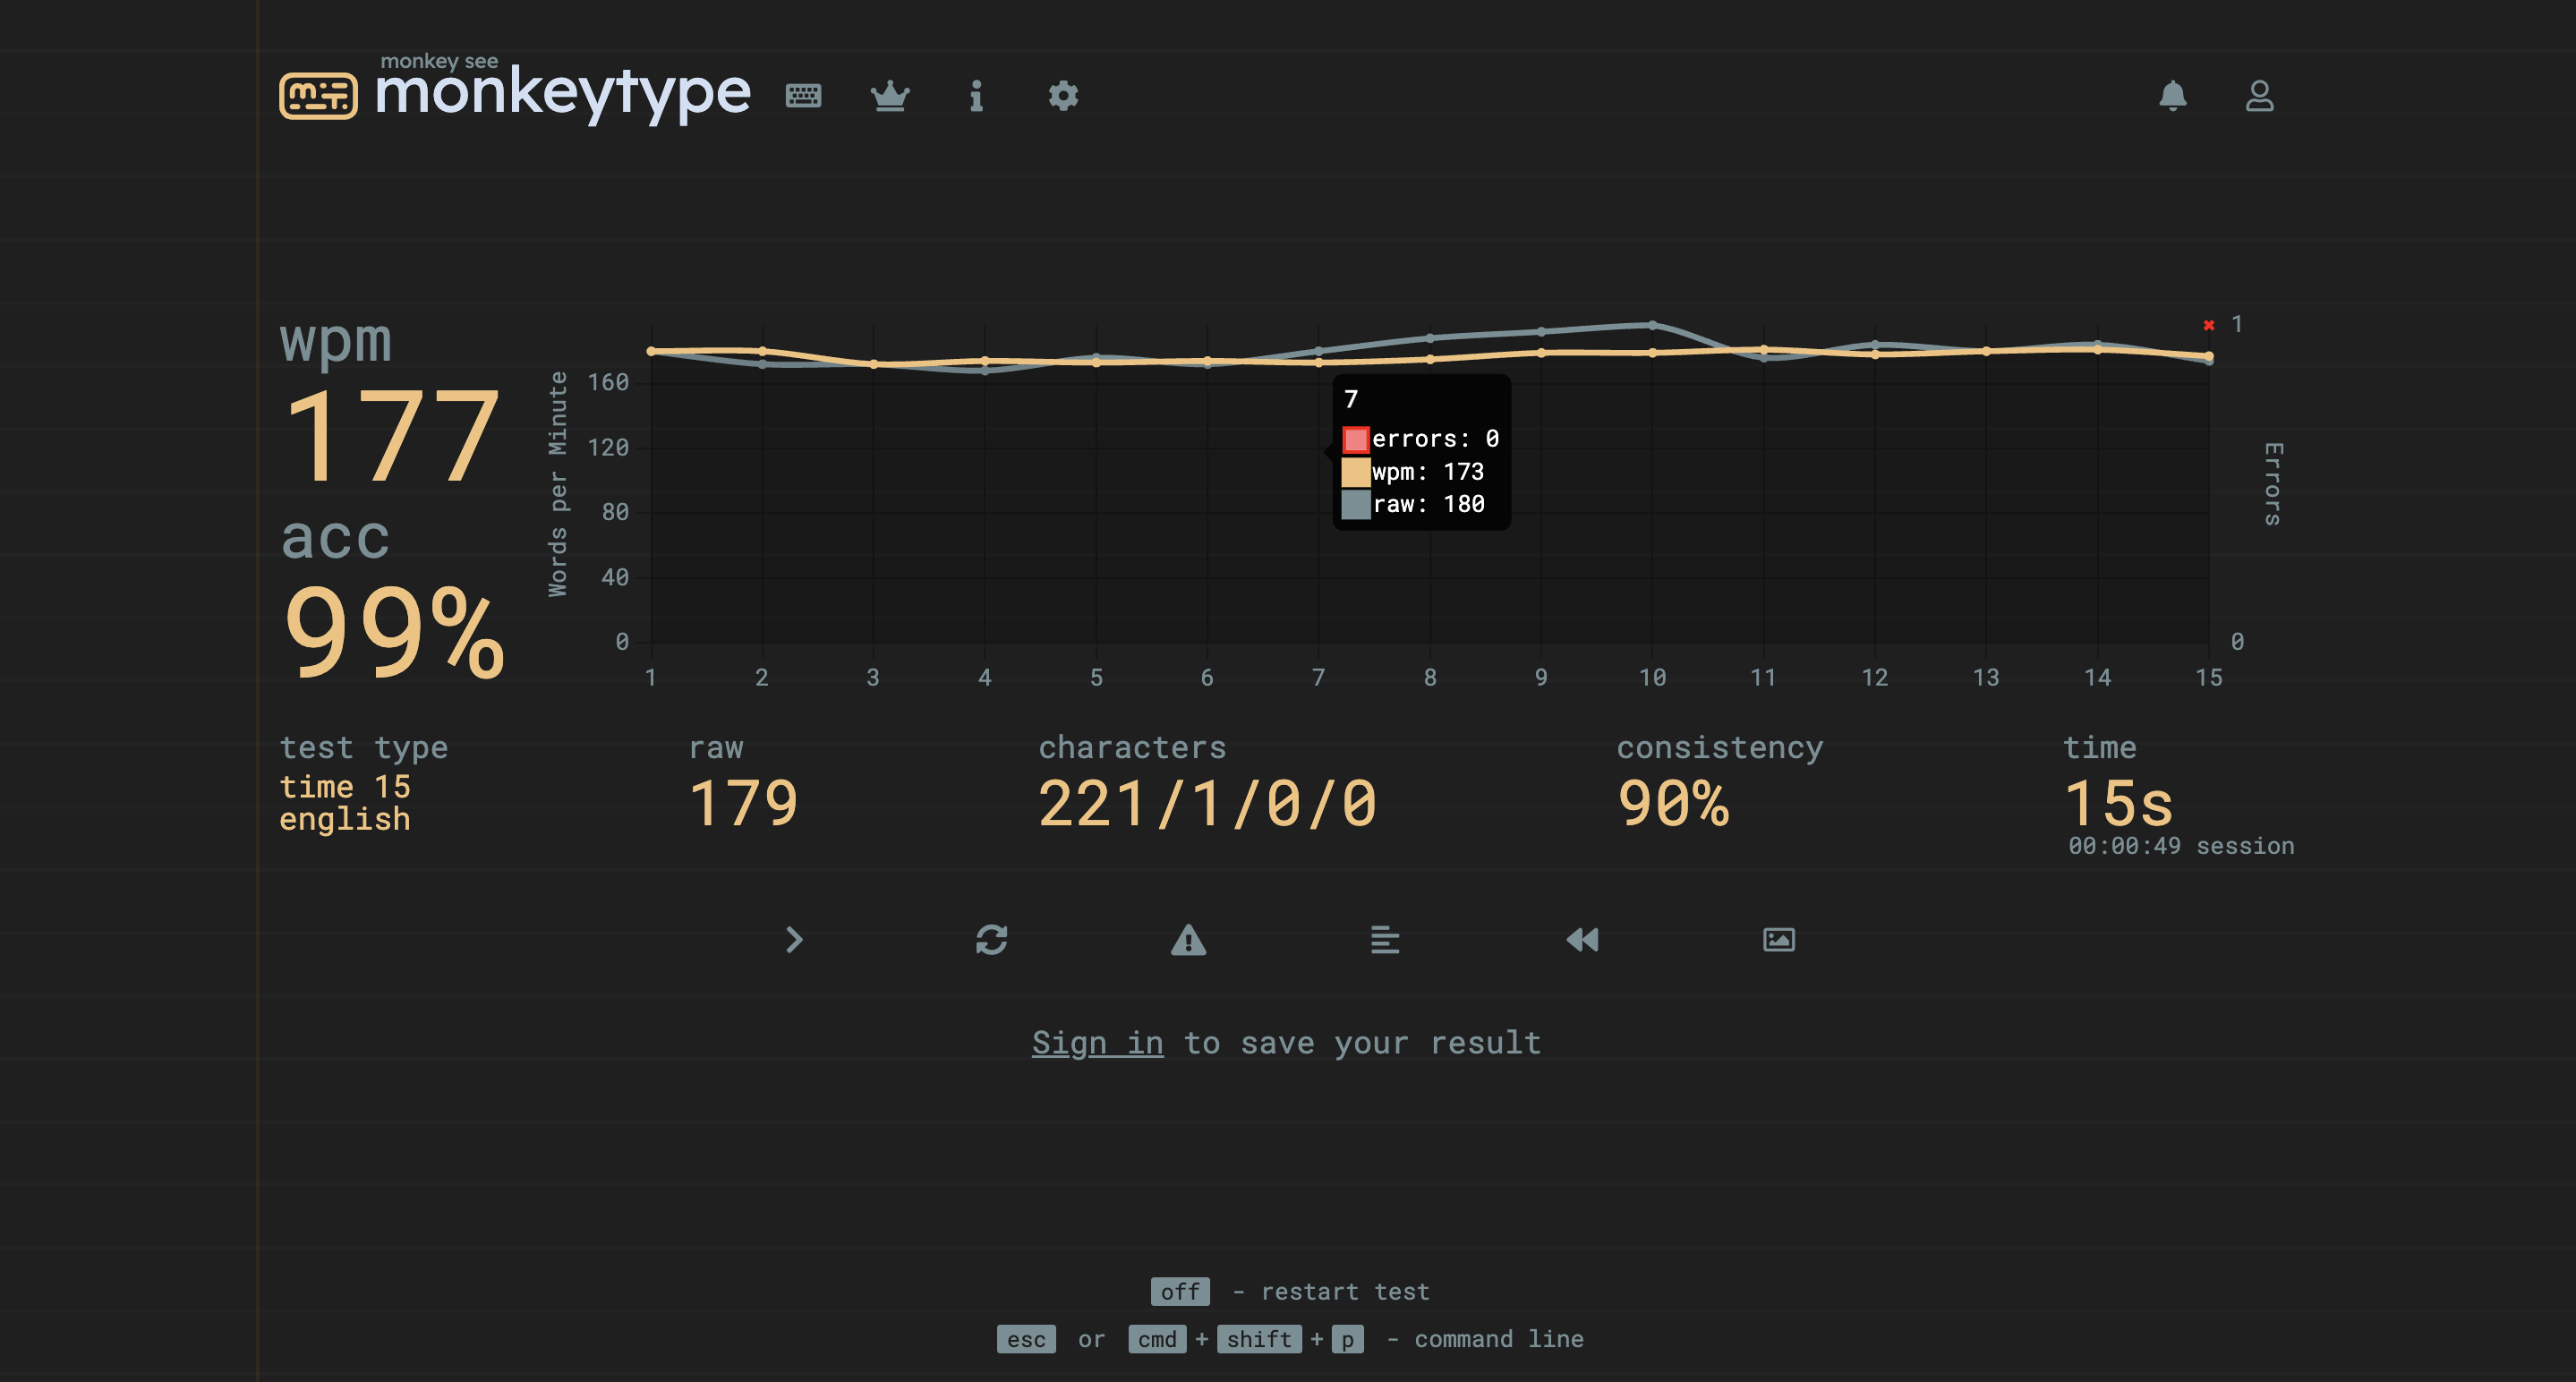 monkey see
monkeytype
wpm
177
acc
99%
Words per Minute
160
120
80
40
0
1 2 3 4 5 6 7 8 9 10 11 12 13 14 15
7
errors: 0
wpm: 173
raw: 180
1
0
Errors
test type
time 15
english
raw
179
characters
221/1/0/0
consistency
90%
time
15s
00:00:49 session
Sign in to save your result
off - restart test
esc or cmd + shift + p - command line